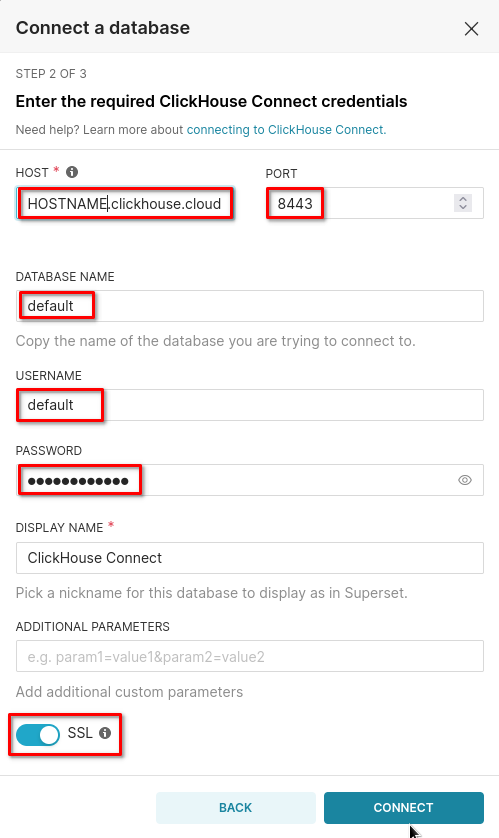 Connect a database
STEP 2 OF 3
Enter the required ClickHouse Connect credentials
Need help? Learn more about connecting to ClickHouse Connect.
HOST *
PORT
HOSTNAME.clickhouse.cloud
8443
DATABASE NAME
default
Copy the name of the database you are trying to connect to.
USERNAME
default
PASSWORD
●●●●●●●●●●●●
DISPLAY NAME *
ClickHouse Connect
Pick a nickname for this database to display as in Superset.
ADDITIONAL PARAMETERS
e.g. param1=value1&param2=value2
Add additional custom parameters
SSL
BACK
CONNECT